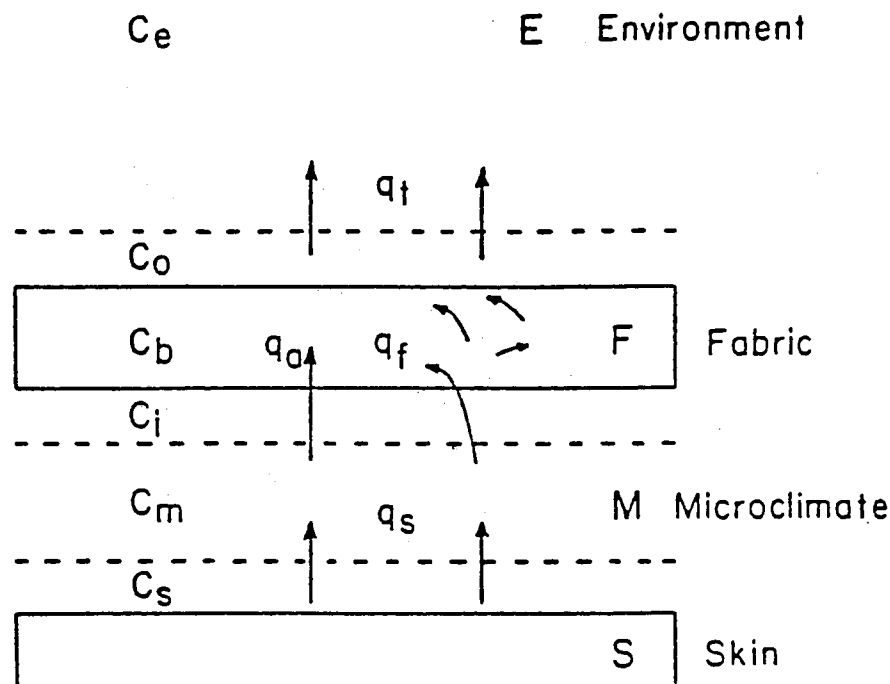 Ce E Environment
qt
Co
Cb qa qf F Fabric
Ci
Cm qs M Microclimate
Cs
S Skin